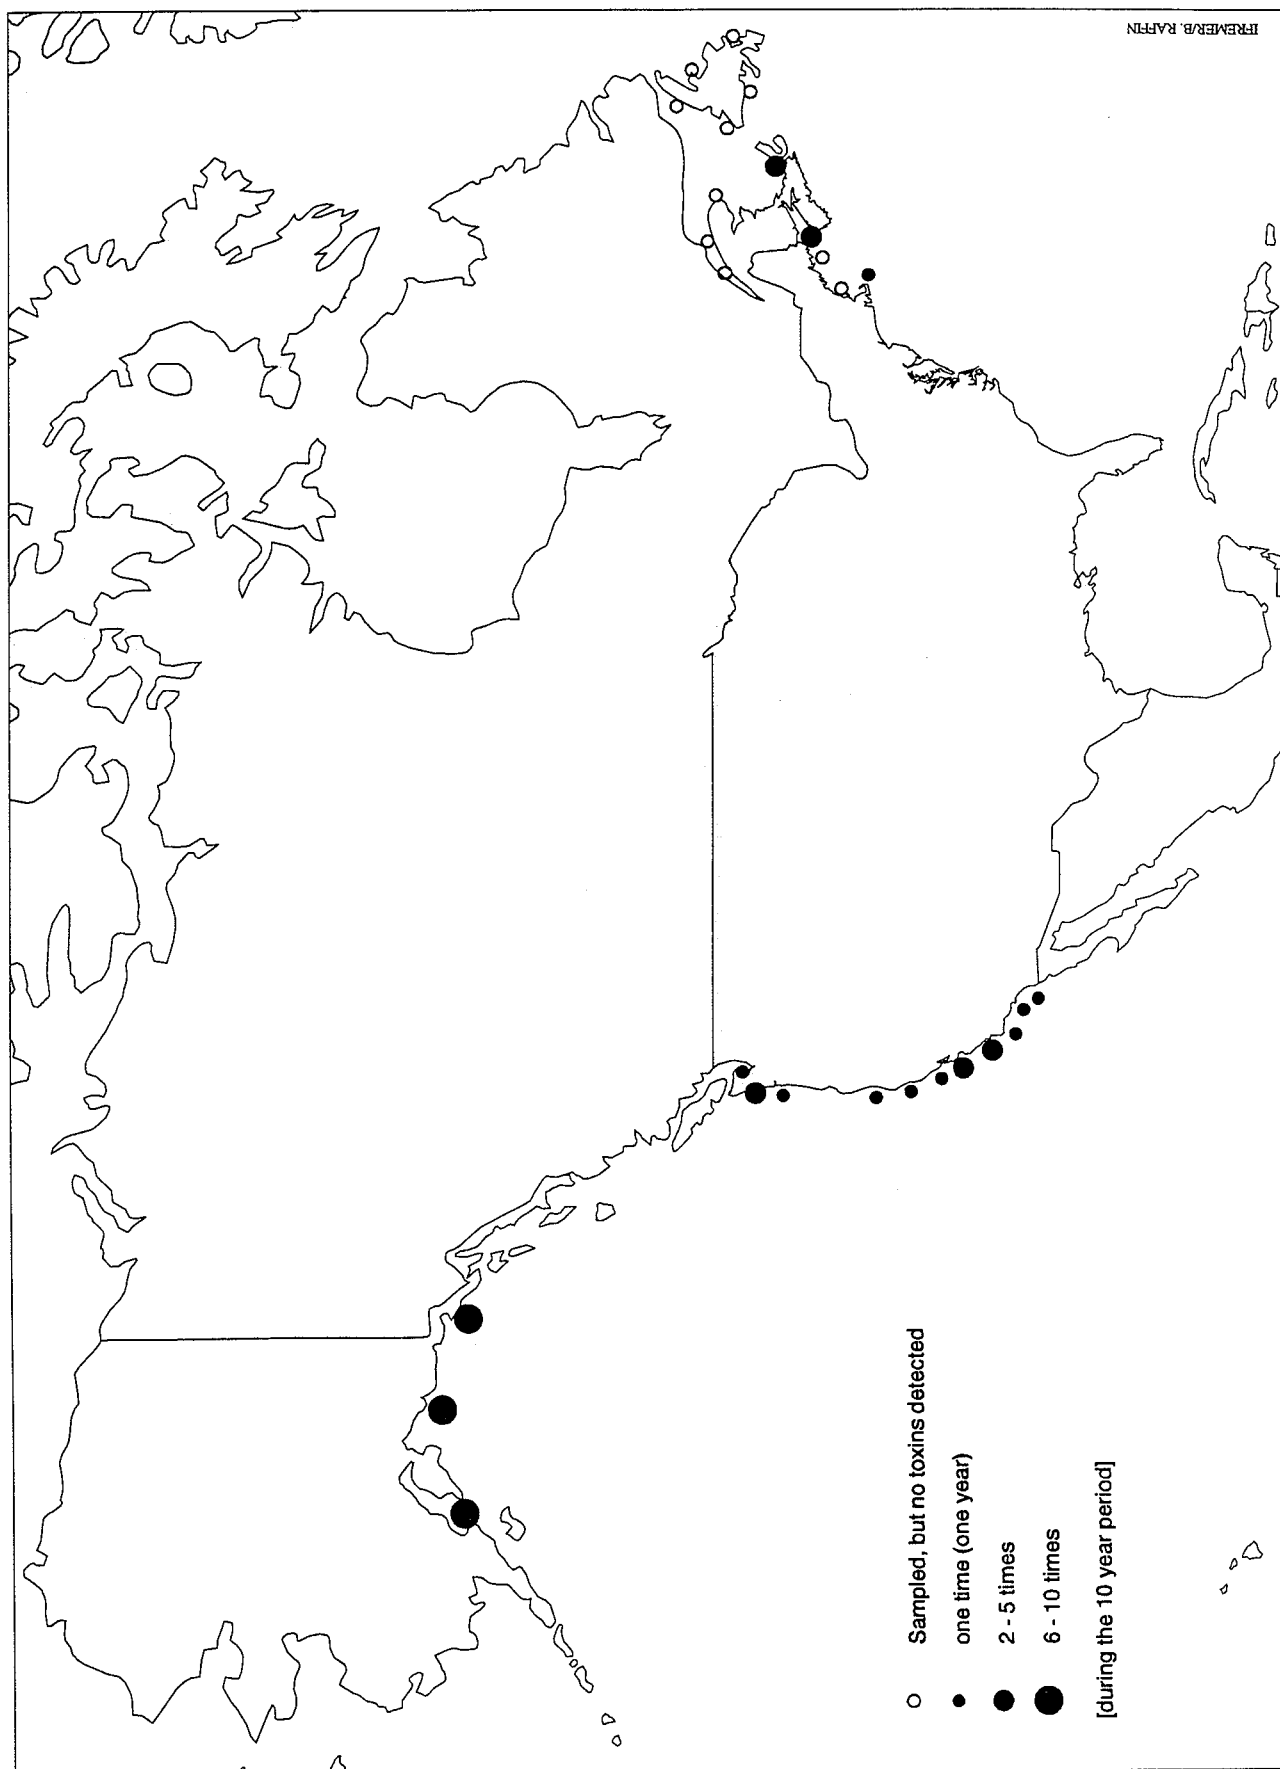 IFREMER/B. RAFFIN
Sampled, but no toxins detected
one time (one year)
2 - 5 times
6 - 10 times
[during the 10 year period]